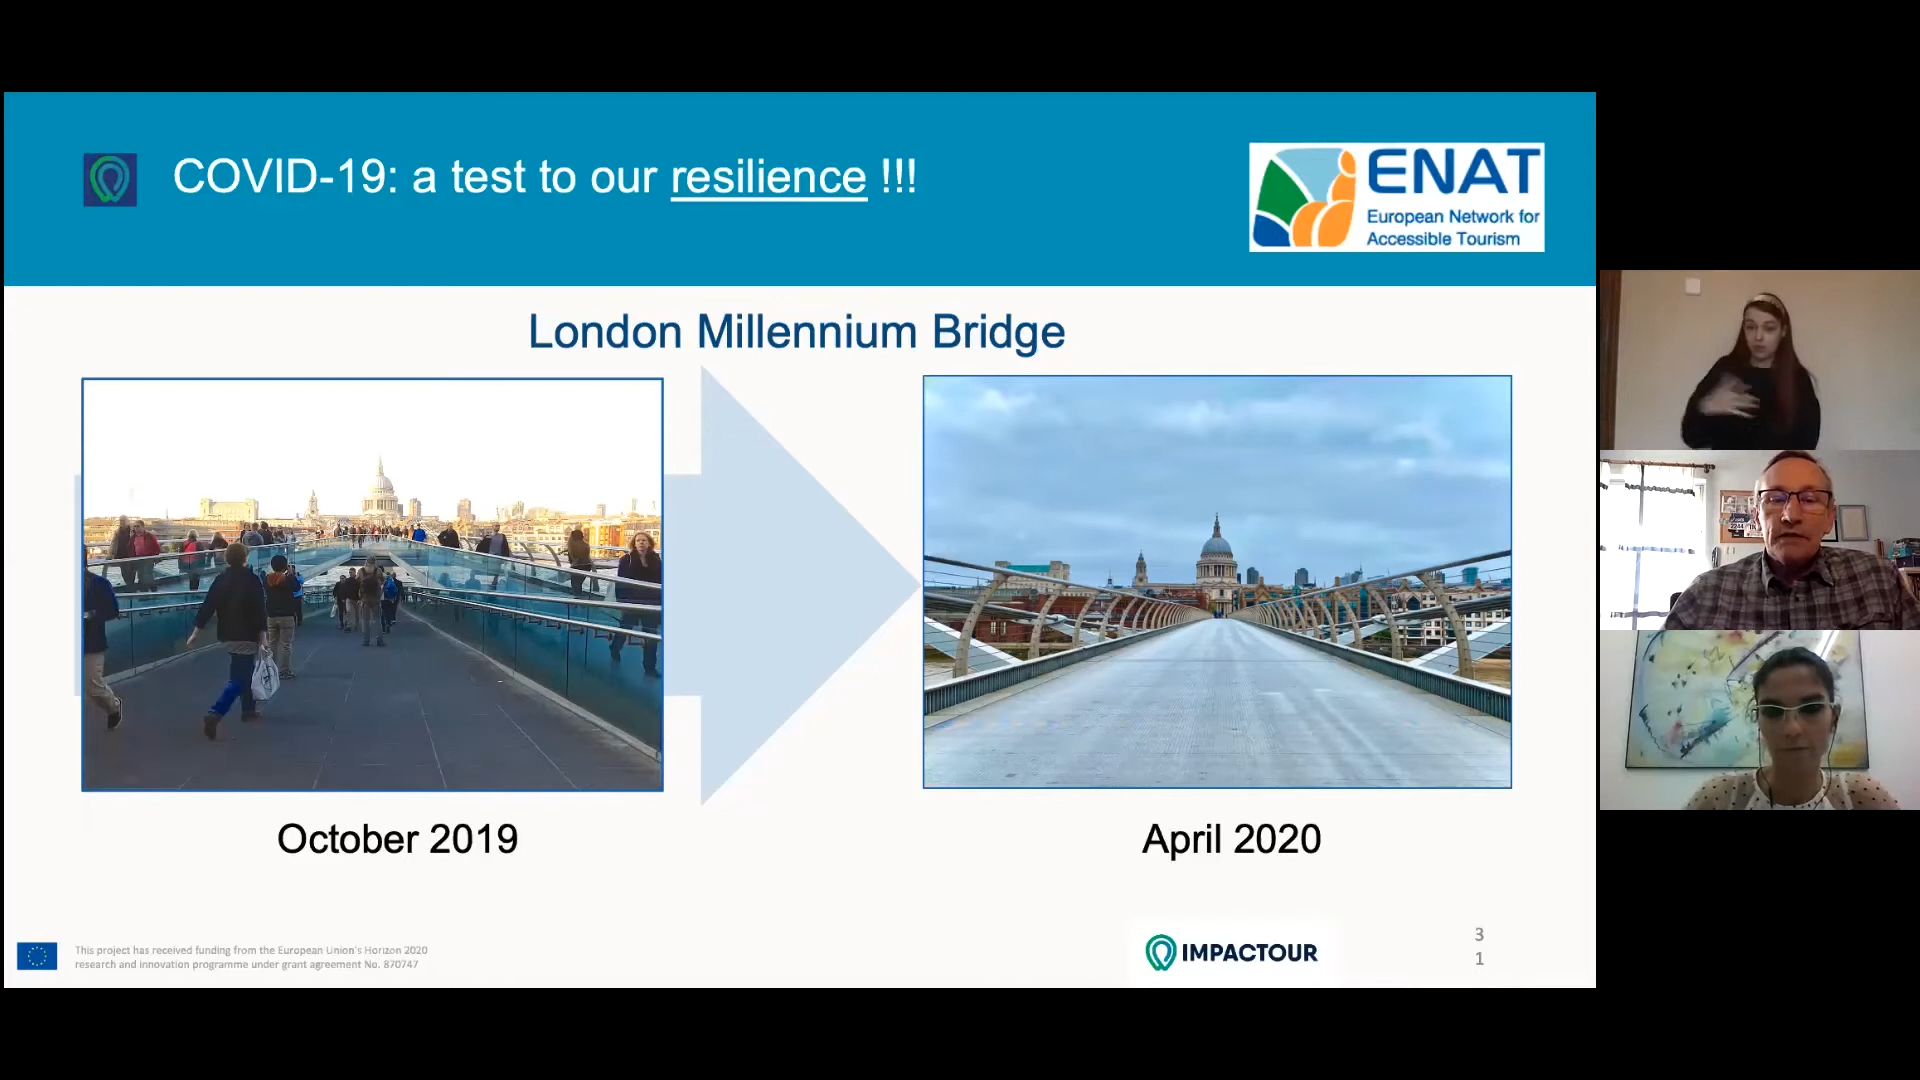 COVID-19: a test to our resilience !!!
ENAT
European Network for
Accessible Tourism
London Millennium Bridge
October 2019
April 2020
This project has received funding from the European Union's Horizon 2020
research and innovation programme under grant agreement No. 870747
IMPACTOUR
3
1